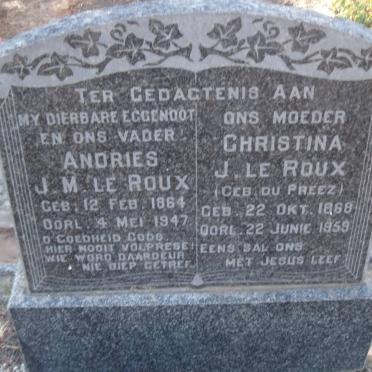 TER GEDAGTENIS AAN
MY DIERBARE EGGENOOT
EN ONS VADER
ANDRIES
J. M. LE ROUX
GEB. 12 FEB. 1864
OORL. 4 MEI 1947
O GOEDHEID GODS,
HIER NOOIT VOLPRESE!
WIE WORD DAARDEUR
NIE DIEP GETREF.
ONS MOEDER
CHRISTINA
J. LE ROUX
(GEB. DU PREEZ)
GEB. 22 OKT. 1868
OORL. 22 JUNIE 1959
EENS SAL ONS
MET JESUS LEEF.